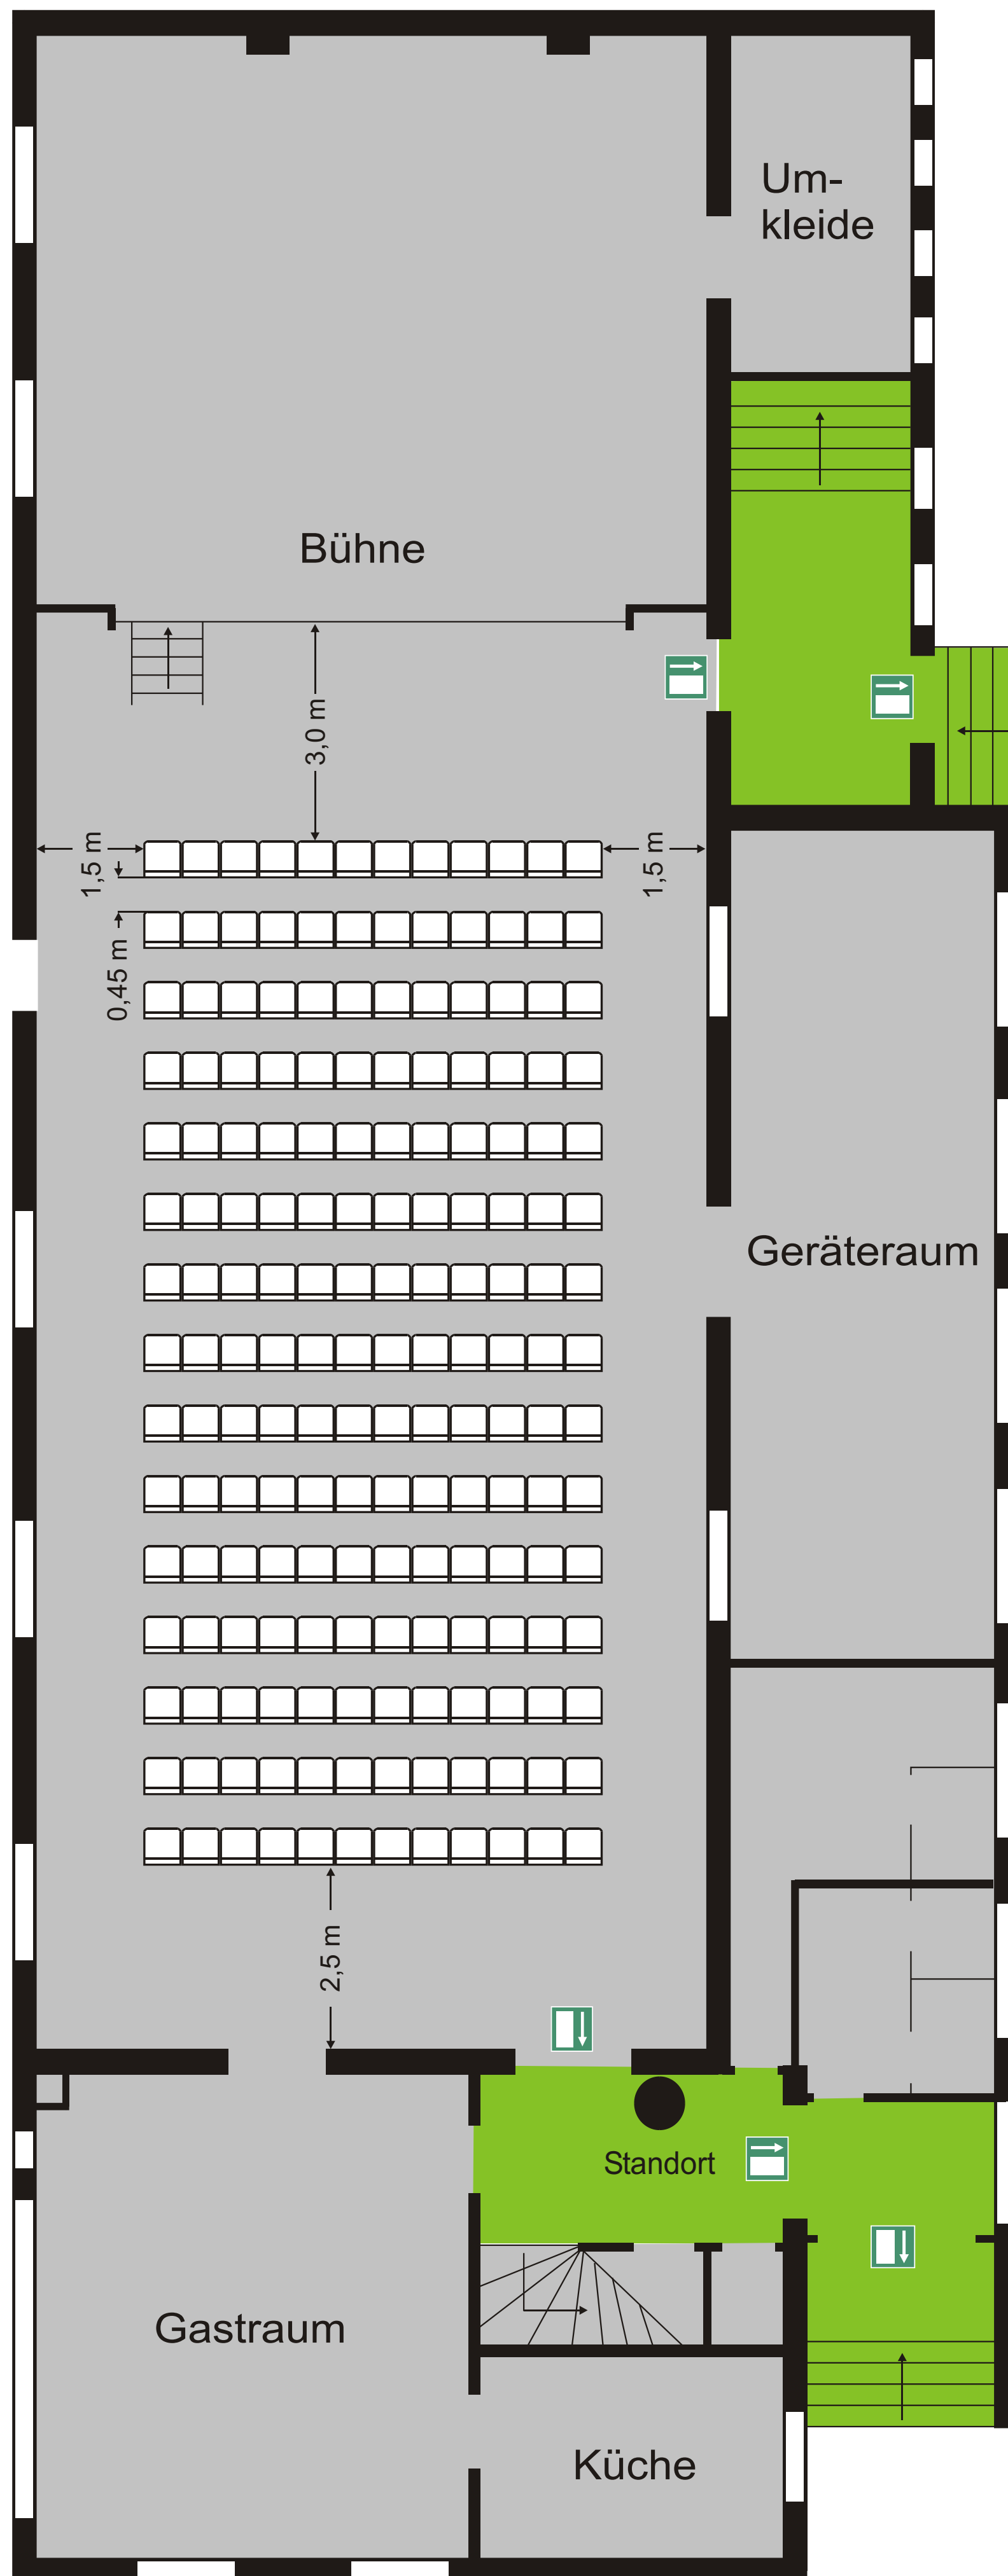 Um-
kleide
Bühne
3,0 m
1,5 m
1,5 m
0,45 m
Geräteraum
2,5 m
Standort
Gastraum
Küche